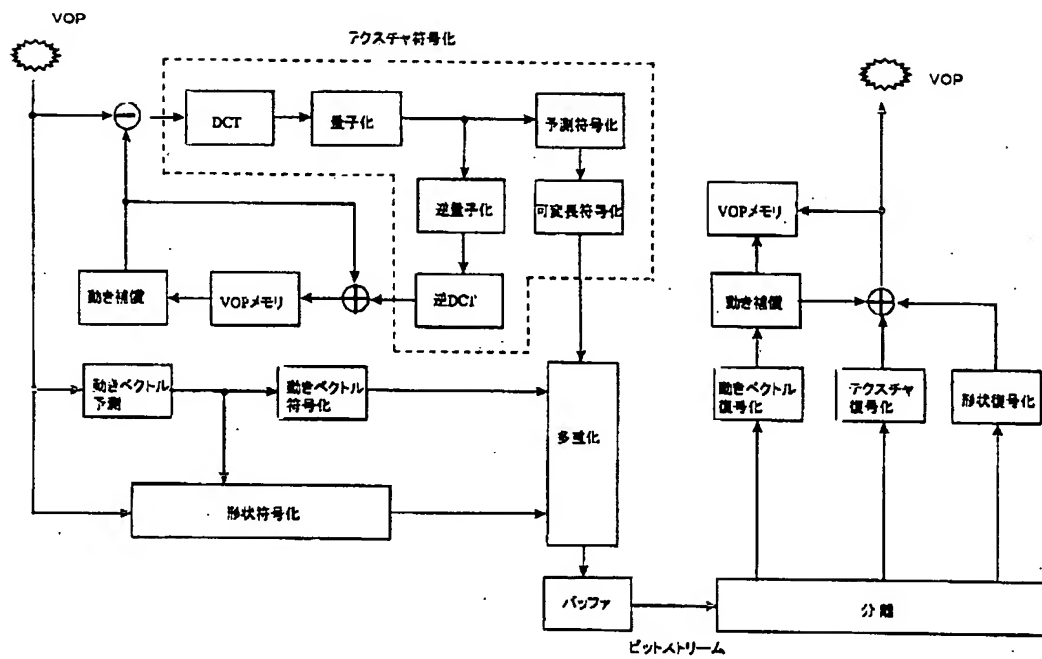 VOP
テクスチャ符号化
VOP
DCT
量子化
予測符号化
逆量子化
可変長符号化
VOPメモリ
動き補償
VOPメモリ
逆DCT
動き補償
動きベクトル
予測
動きベクトル
符号化
動きベクトル
復号化
テクスチャ
復号化
形状復号化
多重化
形状符号化
バッファ
分離
ビットストリーム